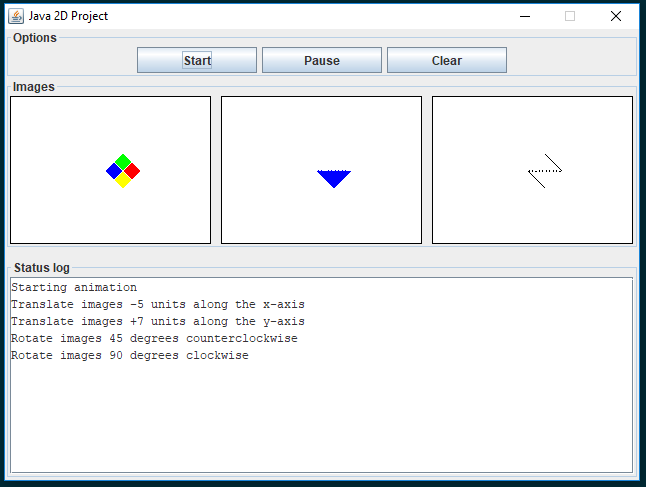 Java 2D Project
Options
Start Pause Clear
Images
Status log
Starting animation
Translate images -5 units along the x-axis
Translate images +7 units along the y-axis
Rotate images 45 degrees counterclockwise
Rotate images 90 degrees clockwise